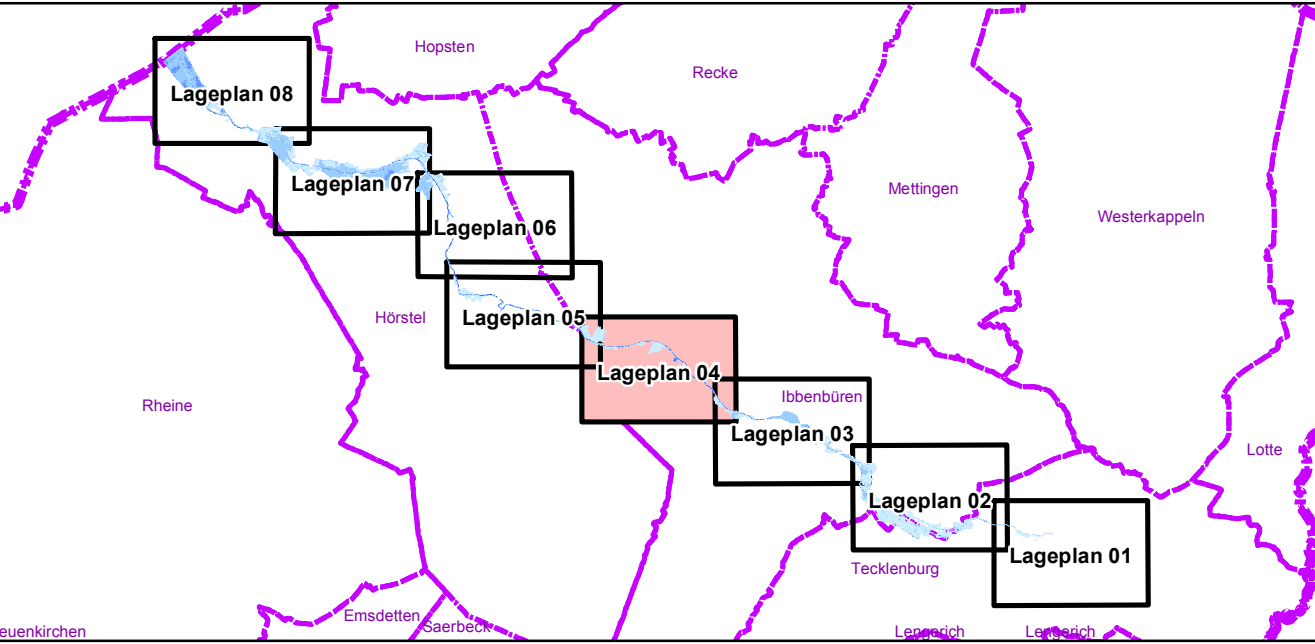 Hopsten
Recke
Lageplan 08
Lageplan 07
Mettingen
Westerkappeln
Lageplan 06
Hörstel
Lageplan 05
Lageplan 04
Ibbenbüren
Rheine
Lageplan 03
Lotte
Lageplan 02
Lageplan 01
Tecklenburg
Emsdetten
Saerbeck
euenkirchen
Lengerich
Lengerich